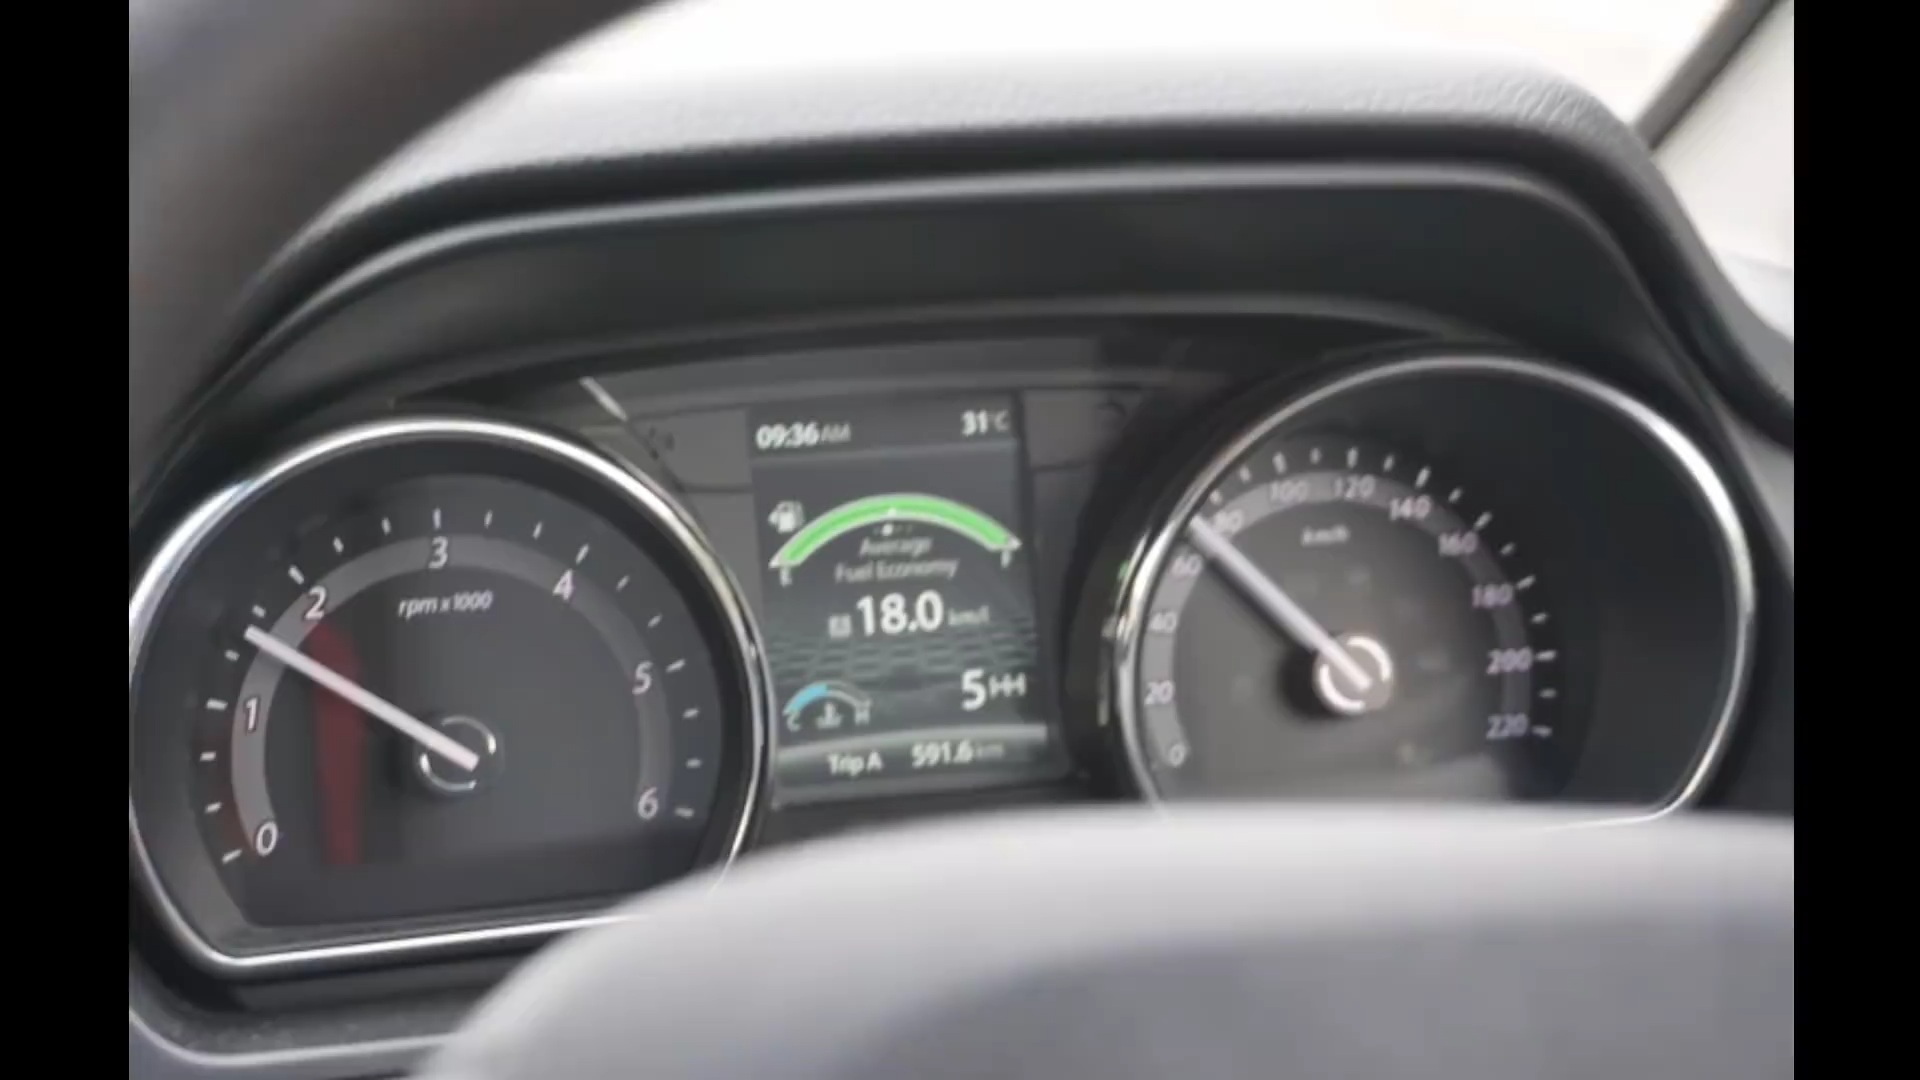 09:36 AM 31°C
E F
Average
Fuel Economy
18.0 km/l
5
C H
Trip A 591.6 km
0 1 2 3 4 5 6
rpm x 1000
0 20 40 60 80 100 120 140 160 180 200 220
km/h